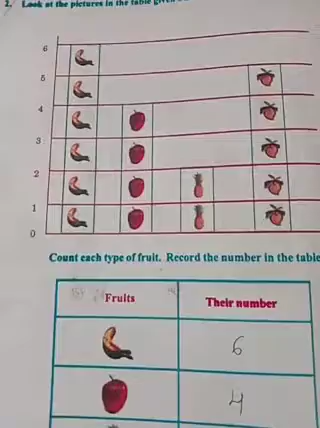 2. Look at the pictures in the table
6
5
4
3
2
1
0
Count each type of fruit. Record the number in the table
Fruits
Their number
6
4